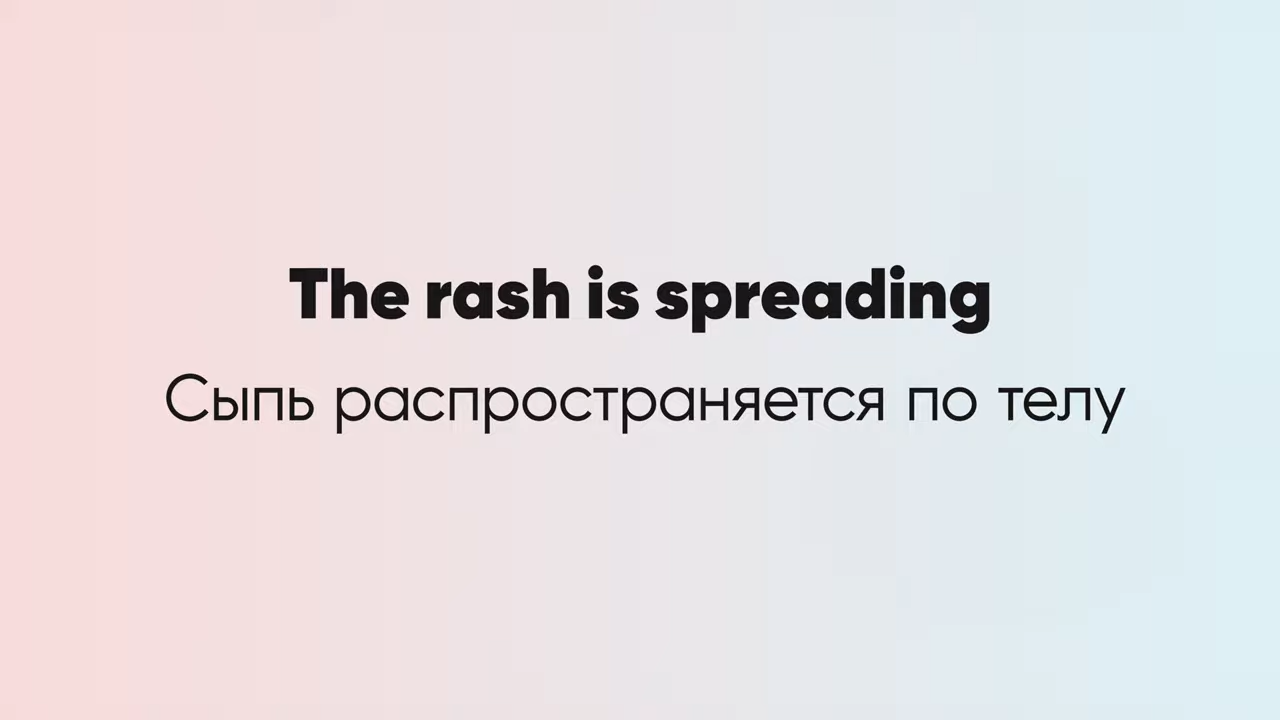 The rash is spreading
Сыпь распространяется по телу